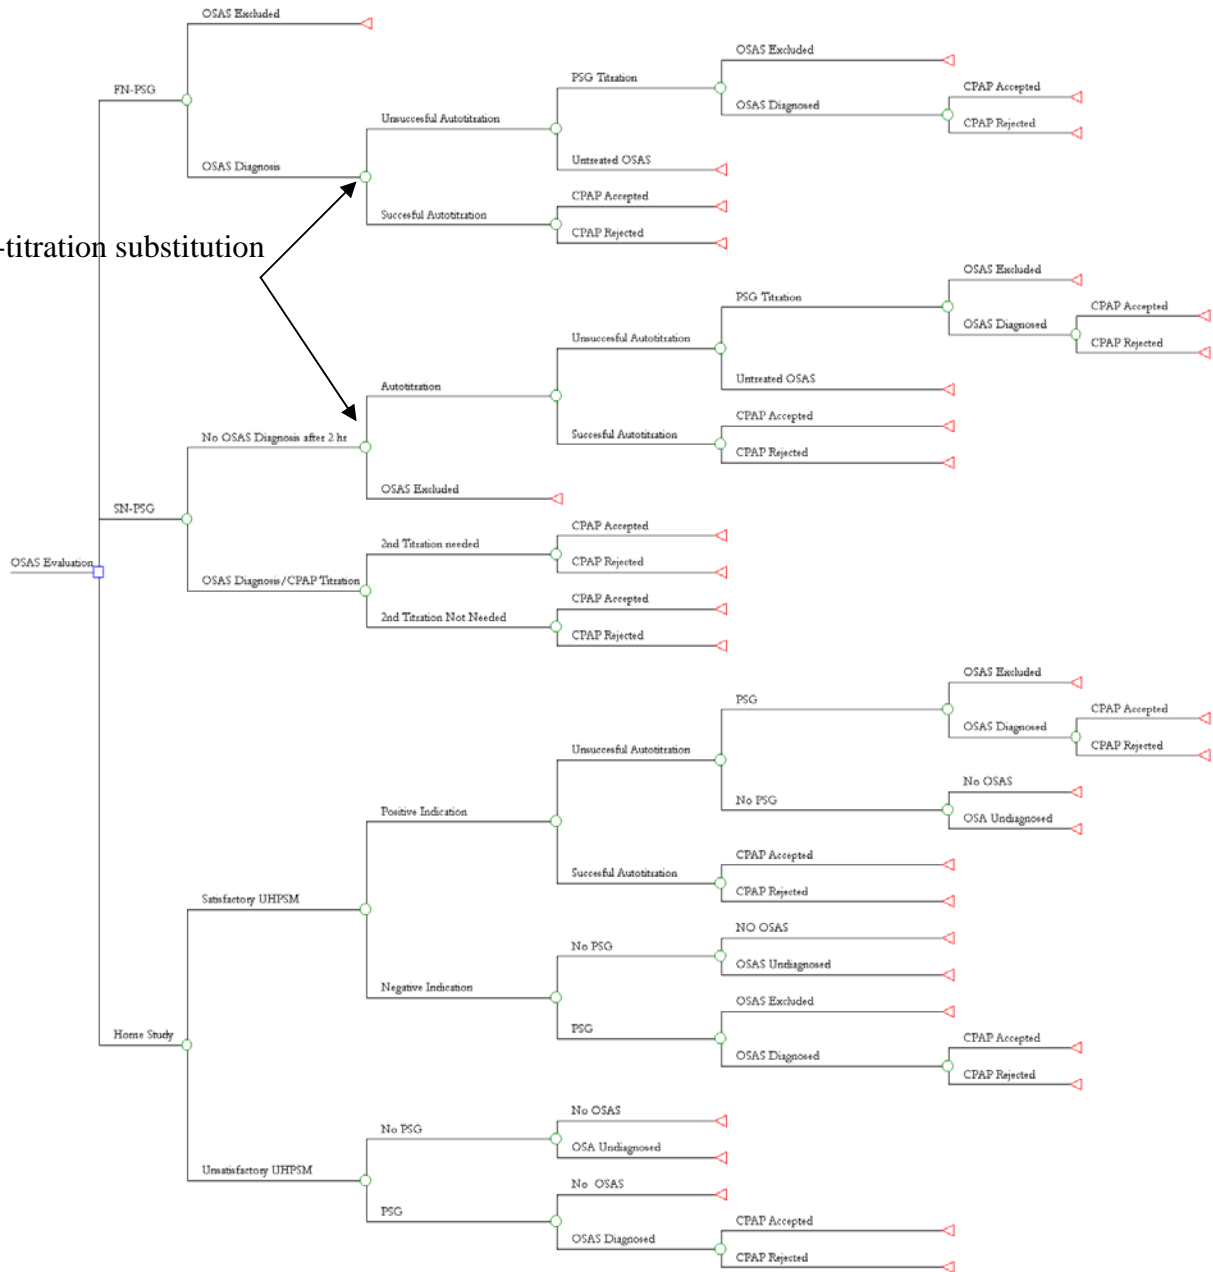 OSAS Excluded
OSAS Excluded
PSG Titration
CPAP Accepted
FN-PSG
OSAS Diagnosed
Unsuccesful Autotitration
CPAP Rejected
Untreated OSAS
OSAS Diagnosis
CPAP Accepted
Succesful Autotitration
CPAP Rejected
-titration substitution
OSAS Excluded
PSG Titration
CPAP Accepted
OSAS Diagnosed
Unsuccesful Autotitration
CPAP Rejected
Autotitration
Untreated OSAS
CPAP Accepted
No OSAS Diagnosis after 2 hr
Succesful Autotitration
CPAP Rejected
OSAS Excluded
SN-PSG
CPAP Accepted
2nd Titration needed
CPAP Rejected
OSAS Evaluation
OSAS Diagnosis/CPAP Titration
CPAP Accepted
2nd Titration Not Needed
CPAP Rejected
OSAS Excluded
PSG
CPAP Accepted
OSAS Diagnosed
Unsuccesful Autotitration
CPAP Rejected
No OSAS
No PSG
Positive Indication
OSA Undiagnosed
CPAP Accepted
Succesful Autotitration
CPAP Rejected
Satisfactory UHPSM
NO OSAS
No PSG
OSAS Undiagnosed
Negative Indication
OSAS Excluded
PSG
Home Study
CPAP Accepted
OSAS Diagnosed
CPAP Rejected
No OSAS
No PSG
OSA Undiagnosed
Unsatisfactory UHPSM
No OSAS
PSG
CPAP Accepted
OSAS Diagnosed
CPAP Rejected